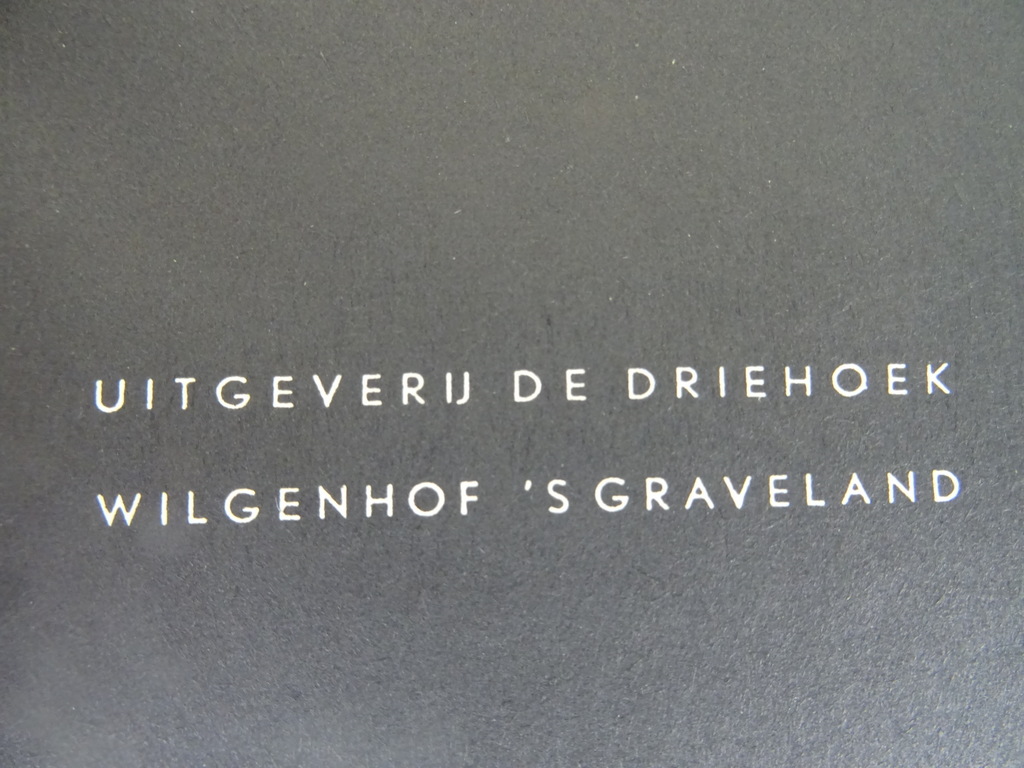 UITGEVERIJ DE DRIEHOEK
WILGENHOF 'S GRAVELAND